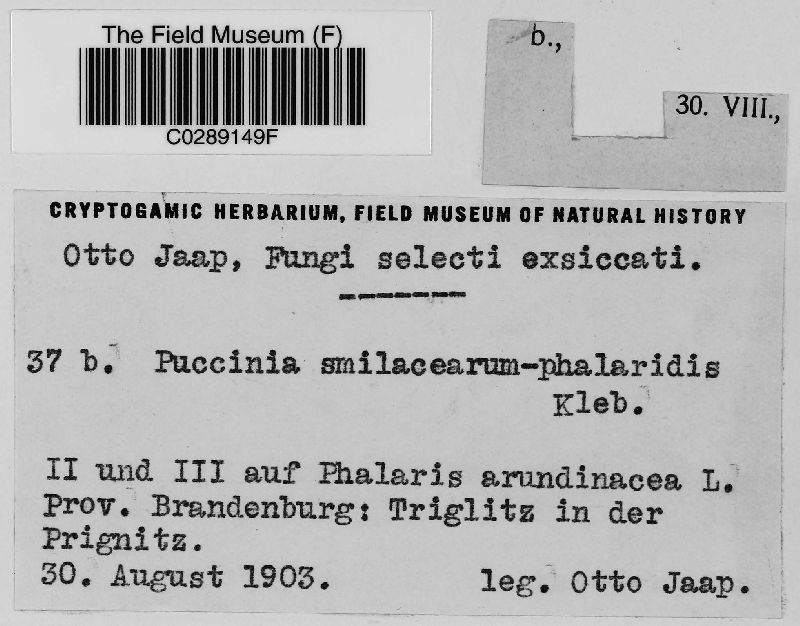 The Field Museum (F)
C0289149F
b.,
30. VIII.,
CRYPTOGAMIC HERBARIUM, FIELD MUSEUM OF NATURAL HISTORY
Otto Jaap, Fungi selecti exsiccati.
37 b. Puccinia smilacearum-phalaridis
Kleb.
II und III auf Phalaris arundinacea L.
Prov. Brandenburg: Triglitz in der
Prignitz.
30. August 1903. leg. Otto Jaap.